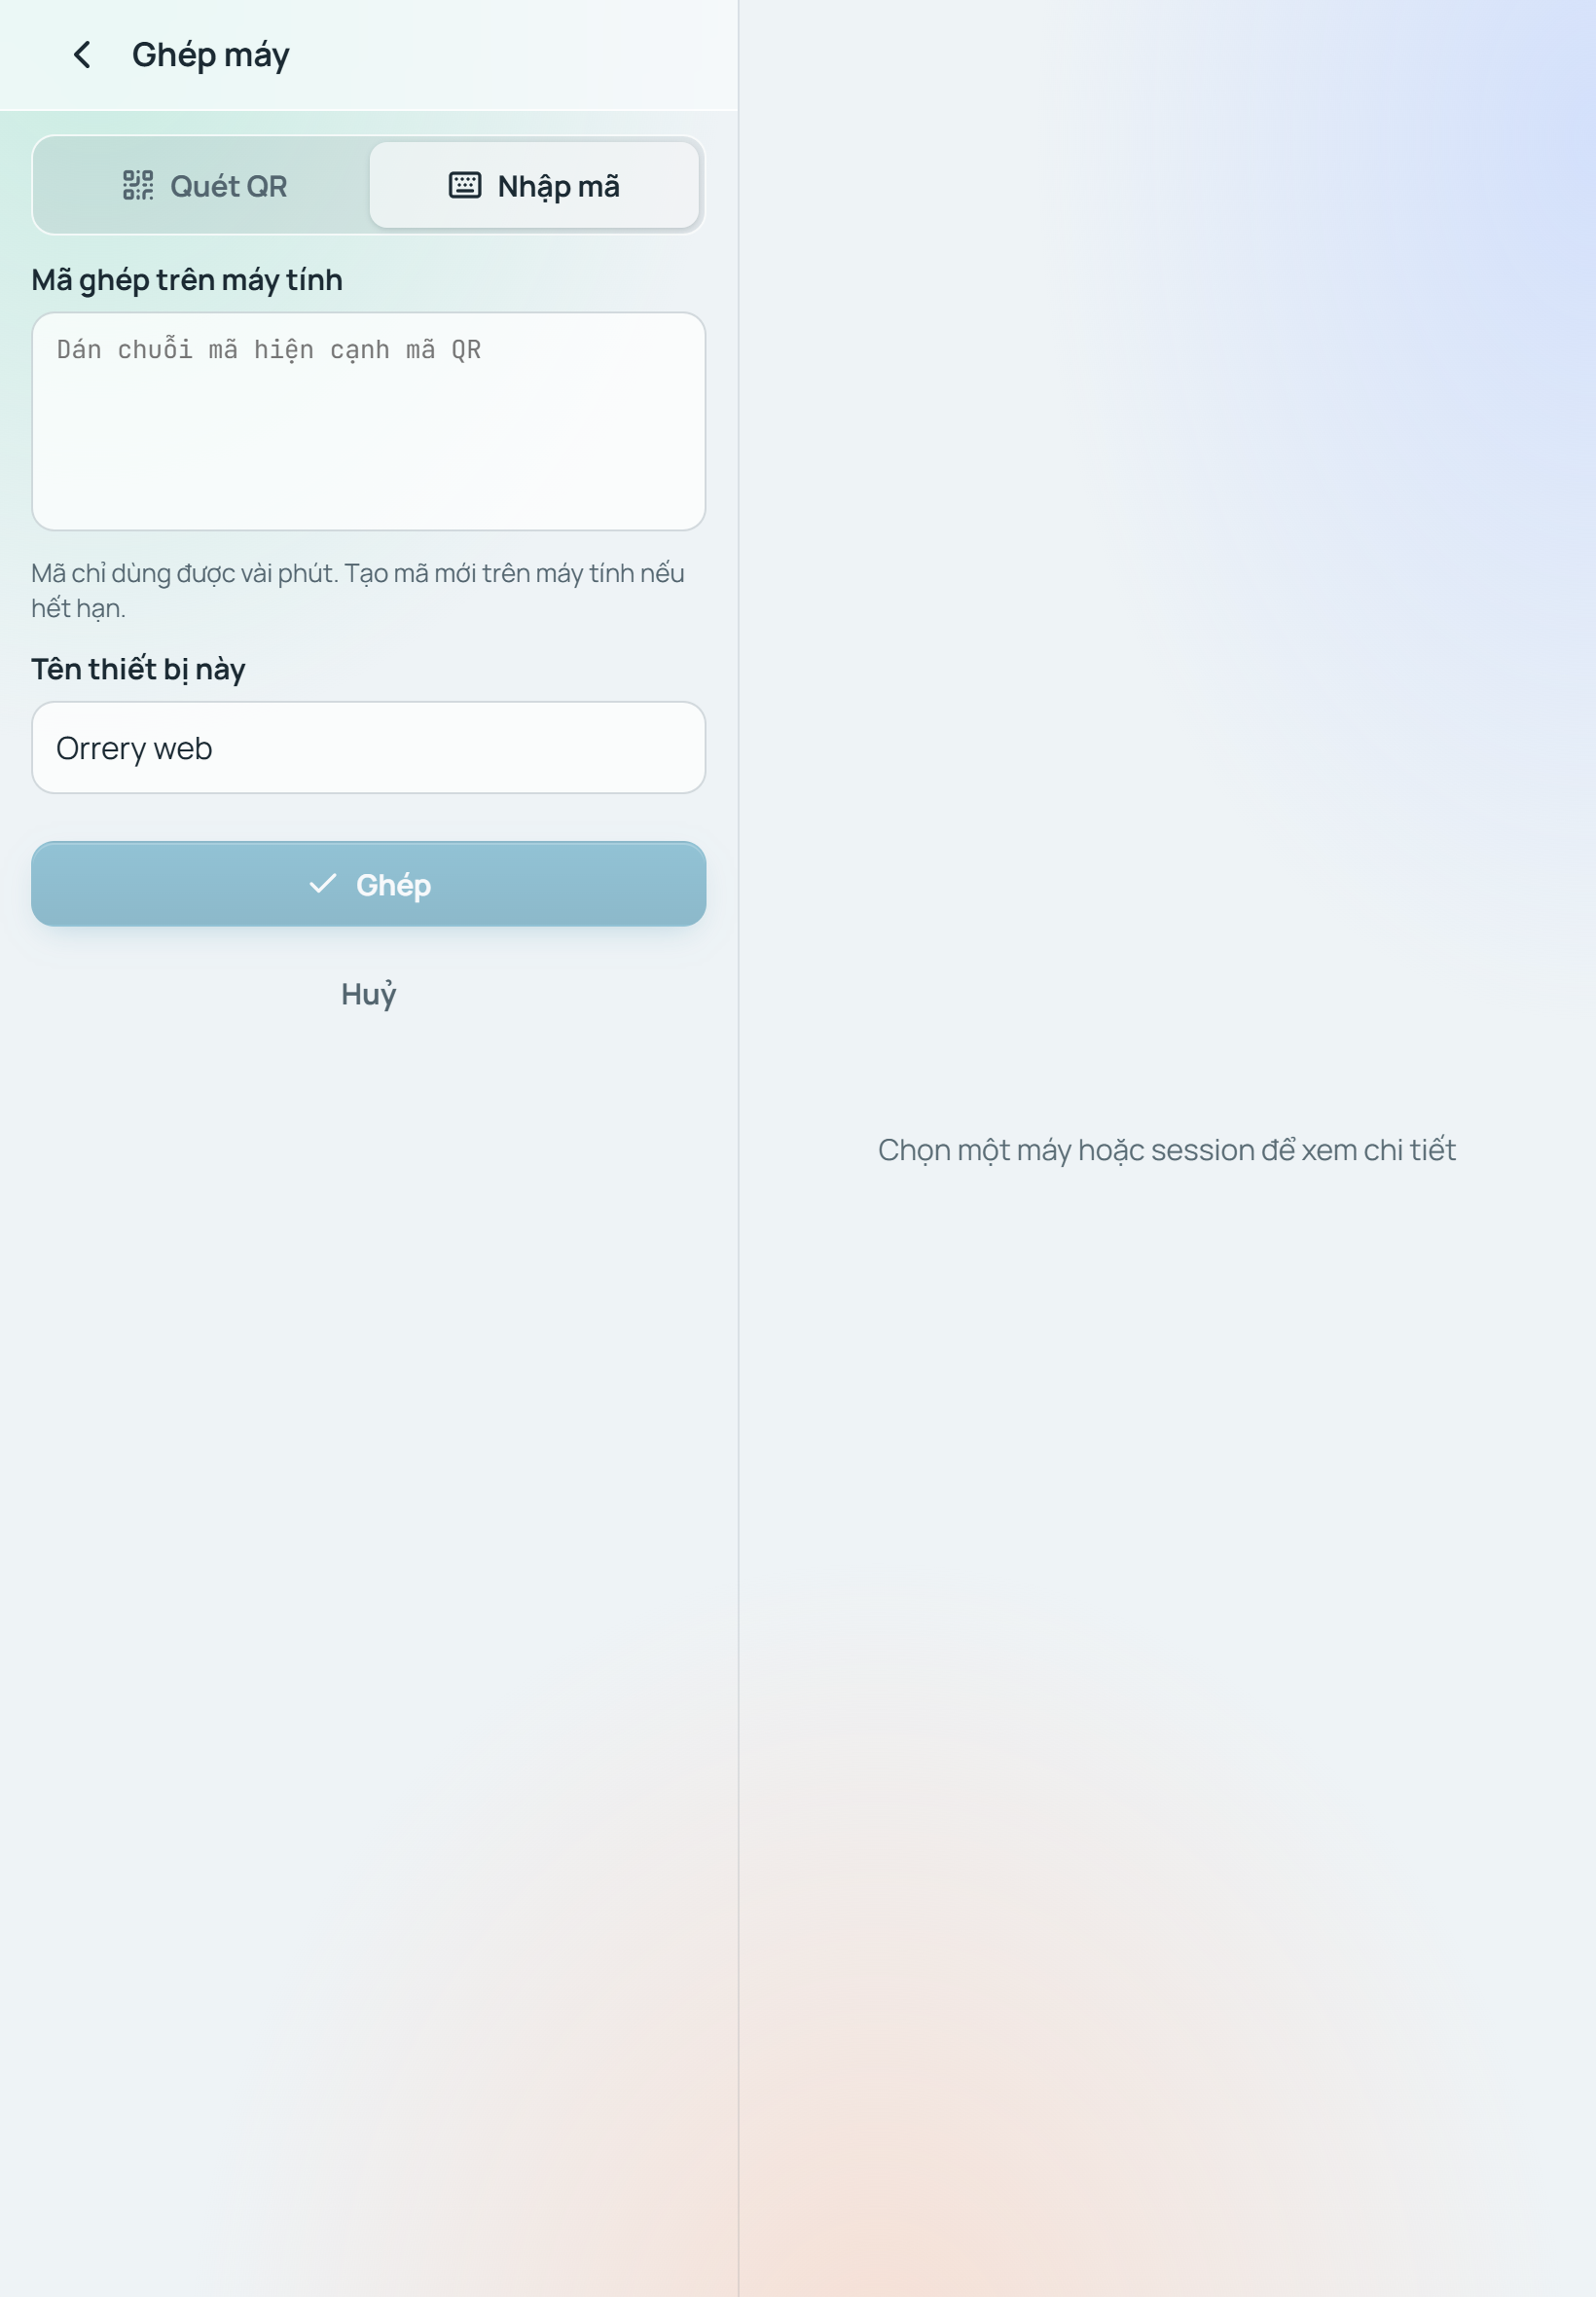 Ghép máy
Quét QR
Nhập mã
Mã ghép trên máy tính
Dán chuỗi mã hiện cạnh mã QR
Mã chỉ dùng được vài phút. Tạo mã mới trên máy tính nếu
hết hạn.
Tên thiết bị này
Orrery web
Ghép
Huỷ
Chọn một máy hoặc session để xem chi tiết